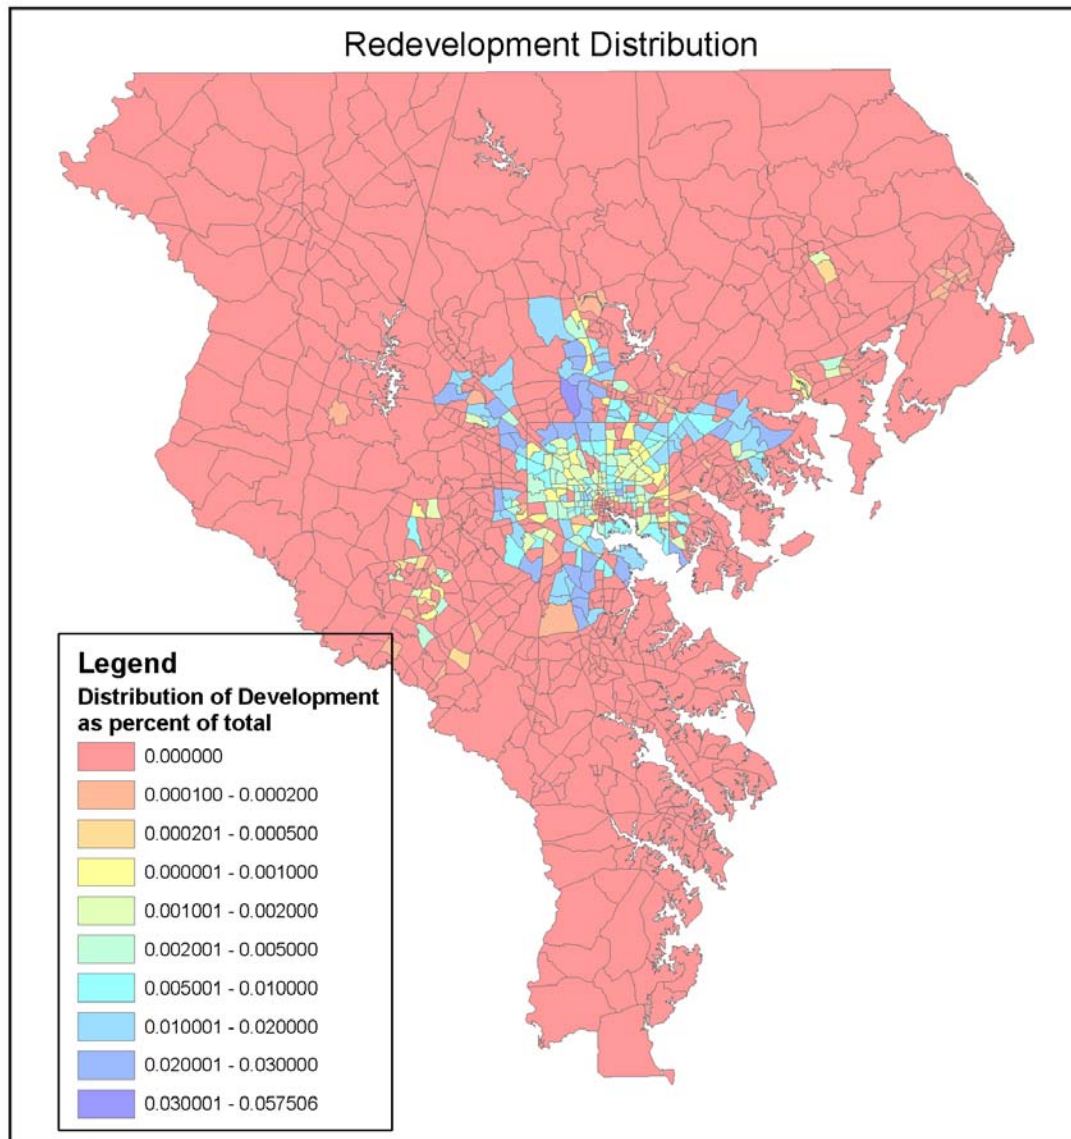 Redevelopment Distribution
Legend
Distribution of Development
as percent of total
0.000000
0.000100 - 0.000200
0.000201 - 0.000500
0.000001 - 0.001000
0.001001 - 0.002000
0.002001 - 0.005000
0.005001 - 0.010000
0.010001 - 0.020000
0.020001 - 0.030000
0.030001 - 0.057506